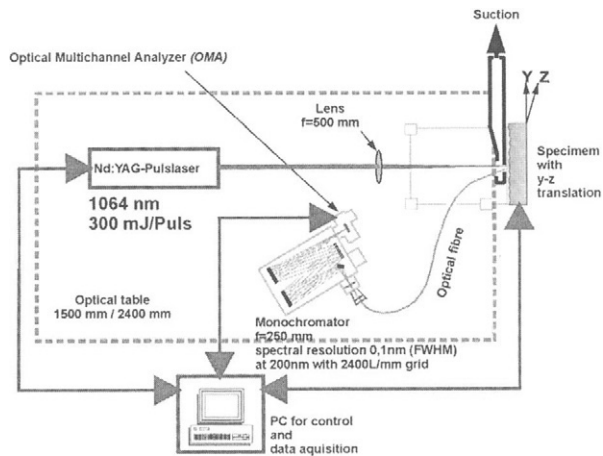 Suction
Optical Multichannel Analyzer (OMA)
Y Z
Lens
f=500 mm
Specimem
with
y-z
translation
Nd:YAG-Pulslaser
1064 nm
300 mJ/Puls
Optical fibre
Optical table
1500 mm / 2400 mm
Monochromator
f=250 mm
spectral resolution 0,1nm (FWHM)
at 200nm with 2400L/mm grid
PC for control
and
data aquisition